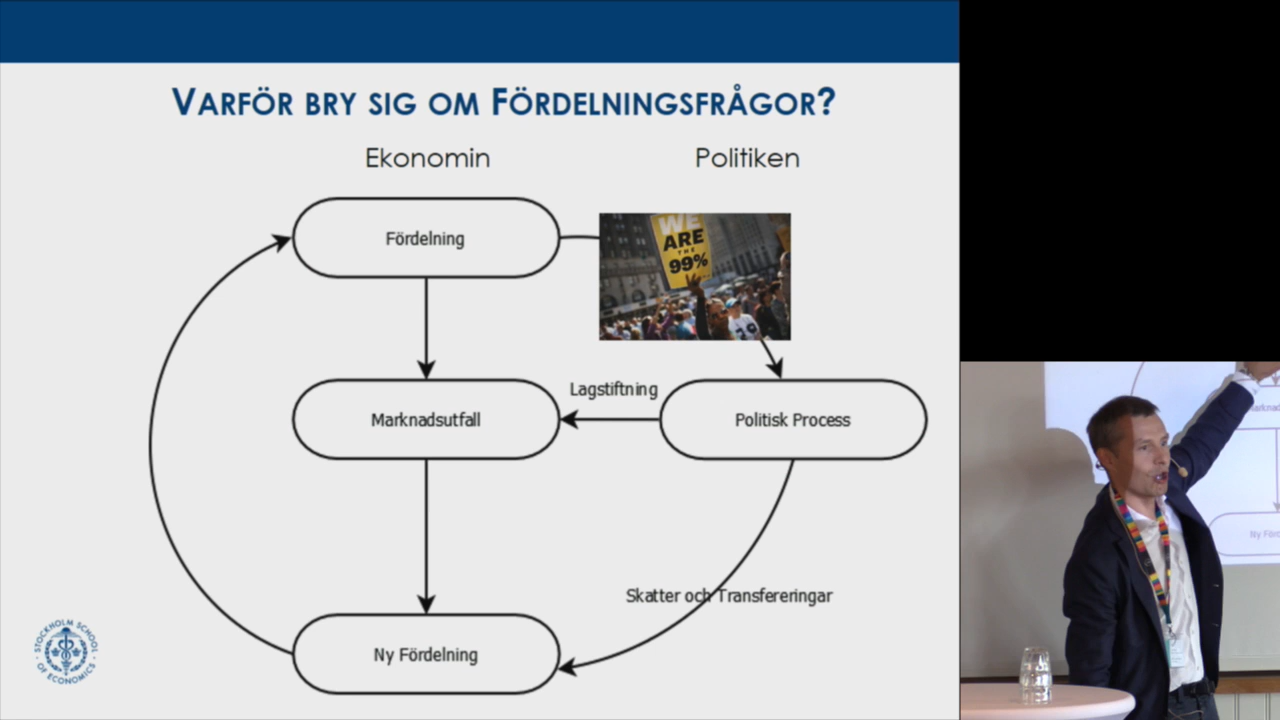 VARFÖR BRY SIG OM FÖRDELNINGSFRÅGOR?
Ekonomin
Politiken
Fördelning
WE
ARE
THE
99%
Lagstiftning
Marknadsutfall
Politisk Process
Skatter och Transfereringar
Ny Fördelning
STOCKHOLM SCHOOL
OF ECONOMICS